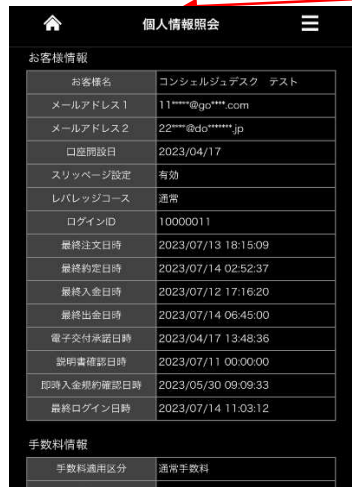 個人情報照会
お客様情報
お客様名 コンシェルジュデスク テスト
メールアドレス1 11*****@go****.com
メールアドレス2 22****@do*******.jp
口座開設日 2023/04/17
スリッページ設定 有効
レバレッジコース 通常
ログインID 10000011
最終注文日時 2023/07/13 18:15:09
最終約定日時 2023/07/14 02:52:37
最終入金日時 2023/07/12 17:16:20
最終出金日時 2023/07/14 06:45:00
電子交付承諾日時 2023/04/17 13:48:36
説明書確認日時 2023/07/11 00:00:00
即時入金規約確認日時 2023/05/30 09:09:33
最終ログイン日時 2023/07/14 11:03:12
手数料情報
手数料適用区分 通常手数料